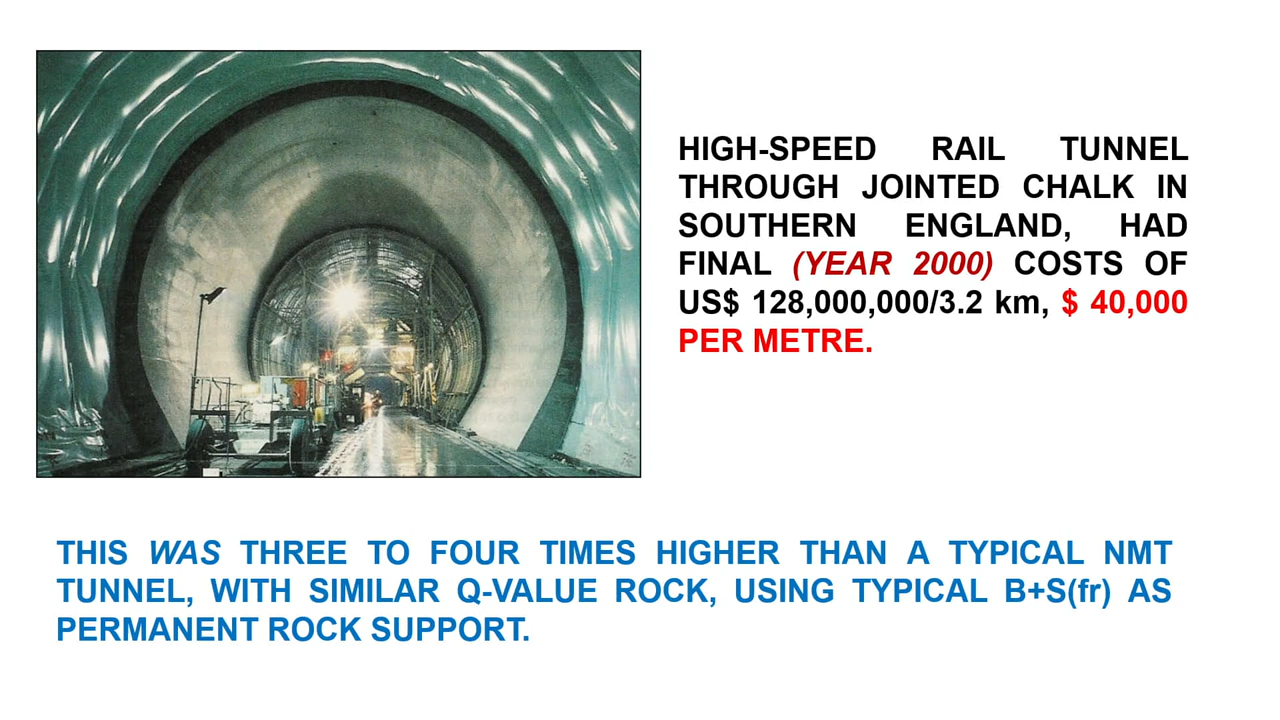 HIGH-SPEED RAIL TUNNEL
THROUGH JOINTED CHALK IN
SOUTHERN ENGLAND, HAD
FINAL (YEAR 2000) COSTS OF
US$ 128,000,000/3.2 km, $ 40,000
PER METRE.
THIS WAS THREE TO FOUR TIMES HIGHER THAN A TYPICAL NMT
TUNNEL, WITH SIMILAR Q-VALUE ROCK, USING TYPICAL B+S(fr) AS
PERMANENT ROCK SUPPORT.